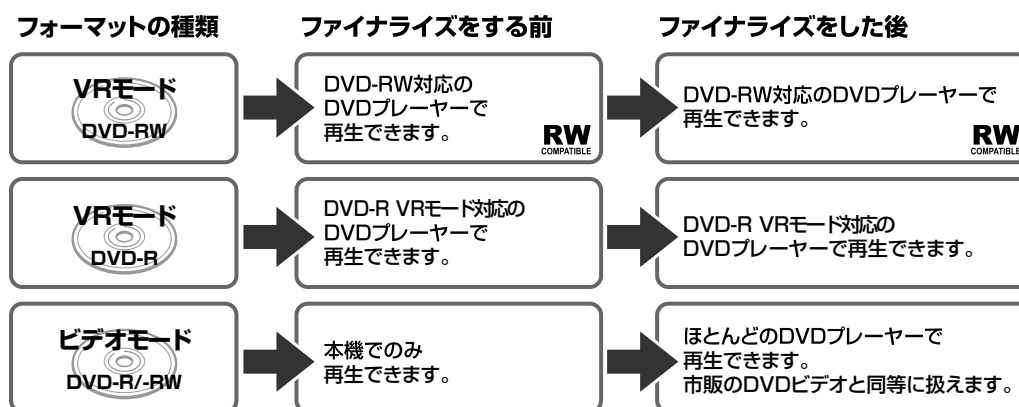 フォーマットの種類
ファイナライズをする前
ファイナライズをした後
VRモード
DVD-RW
DVD-RW対応の
DVDプレーヤーで
再生できます。
RW
COMPATIBLE
DVD-RW対応のDVDプレーヤーで
再生できます。
RW
COMPATIBLE
VRモード
DVD-R
DVD-R VRモード対応の
DVDプレーヤーで
再生できます。
DVD-R VRモード対応の
DVDプレーヤーで再生できます。
ビデオモード
DVD-R/-RW
本機でのみ
再生できます。
ほとんどのDVDプレーヤーで
再生できます。
市販のDVDビデオと同等に扱えます。